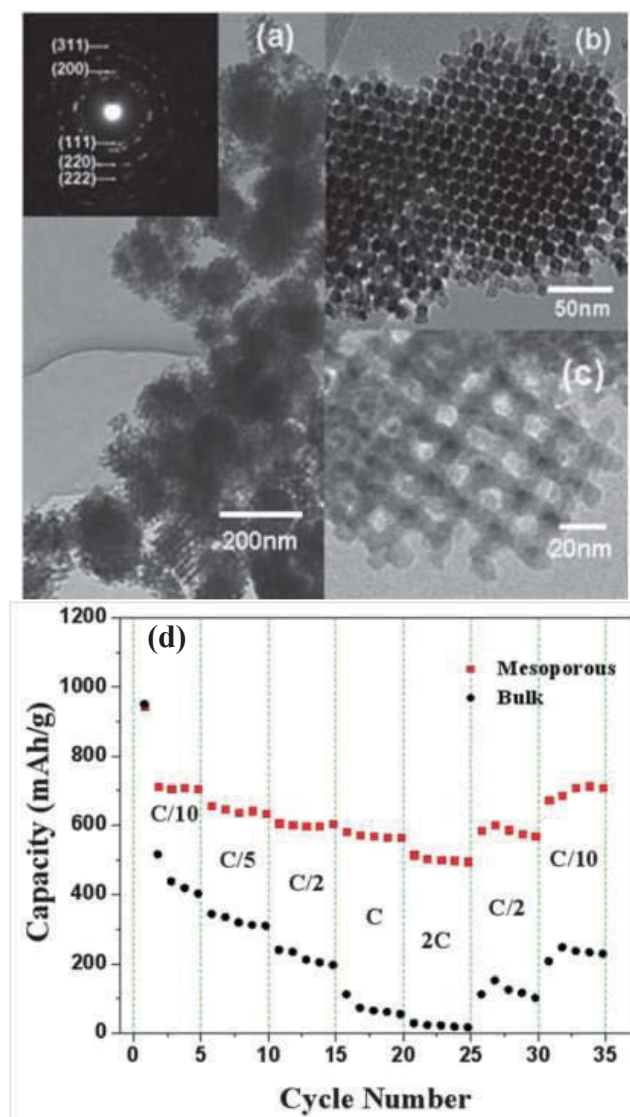 (a)
(311)
(200)
(111)
(220)
(222)
200nm
(b)
50nm
(c)
20nm
(d)
1200
1000
800
600
400
200
0
Capacity (mAh/g)
Mesoporous
Bulk
C/10
C/5
C/2
C
2C
C/2
C/10
0 5 10 15 20 25 30 35
Cycle Number